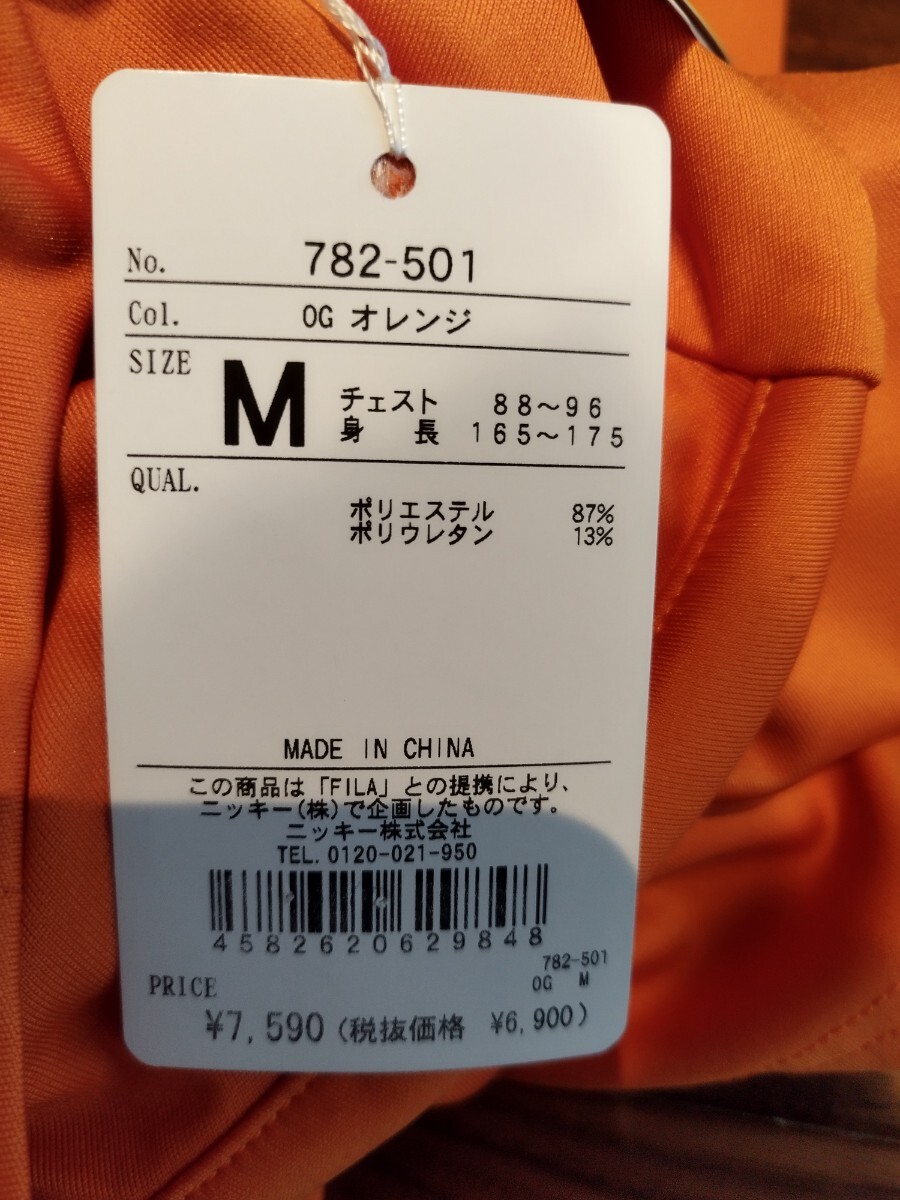 No. 782-501
Col. OG オレンジ
SIZE M チェスト 88～96
身長 165～175
QUAL.
ポリエステル 87%
ポリウレタン 13%
MADE IN CHINA
この商品は「FILA」との提携により、
ニッキー(株)で企画したものです。
ニッキー株式会社
TEL. 0120-021-950
4582620629848
782-501
OG M
PRICE
¥7,590 (税抜価格 ¥6,900)